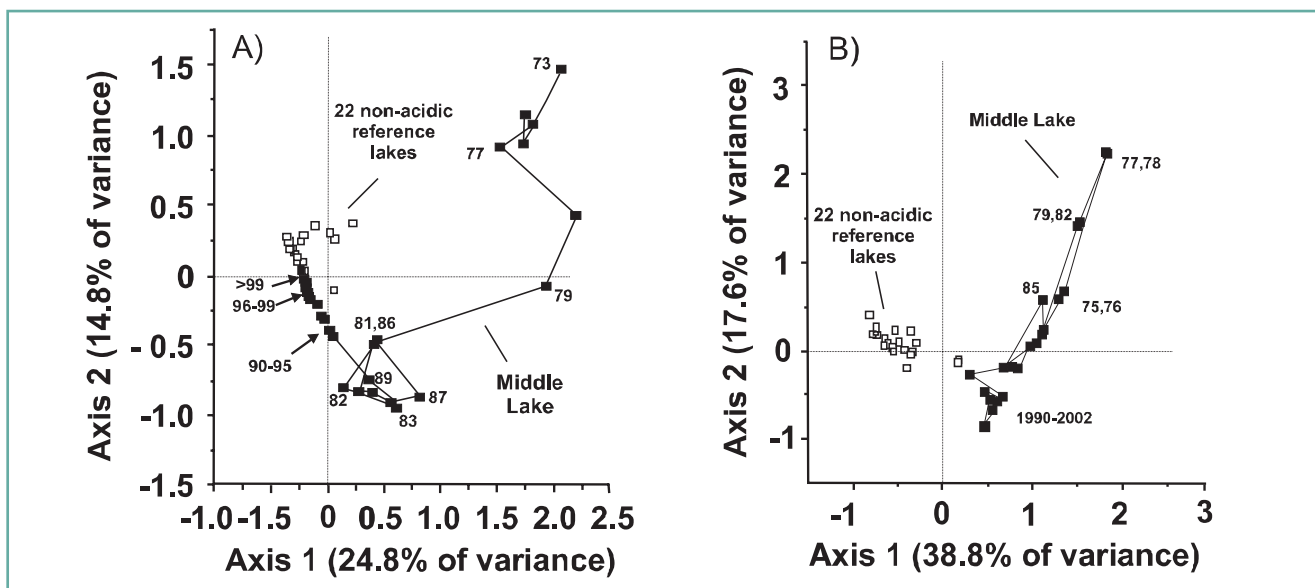 A)
1.5
1.0
0.5
0
- 0.5
-1.0
-1.5
Axis 2 (14.8% of variance)
73
22 non-acidic
reference
lakes
77
79
>99
96-99
90-95
81,86
89
82
87
83
Middle
Lake
-1.0
-1.5
0
0.5
1.0
1.5
2.0
2.5
Axis 1 (24.8% of variance)
B)
3
2
1
0
-1
Axis 2 (17.6% of variance)
Middle Lake
77,78
79,82
22 non-acidic
reference
lakes
85
75,76
1990-2002
-1
0
1
2
3
Axis 1 (38.8% of variance)